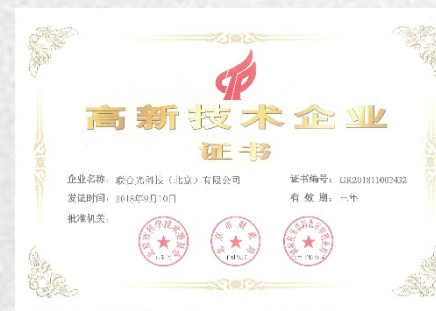 高新技术企业
证书
企业名称：联合光科技（北京）有限公司
证书编号：GR201811002432
发证时间：2018年9月10日
有 效 期：三年
批准机关：